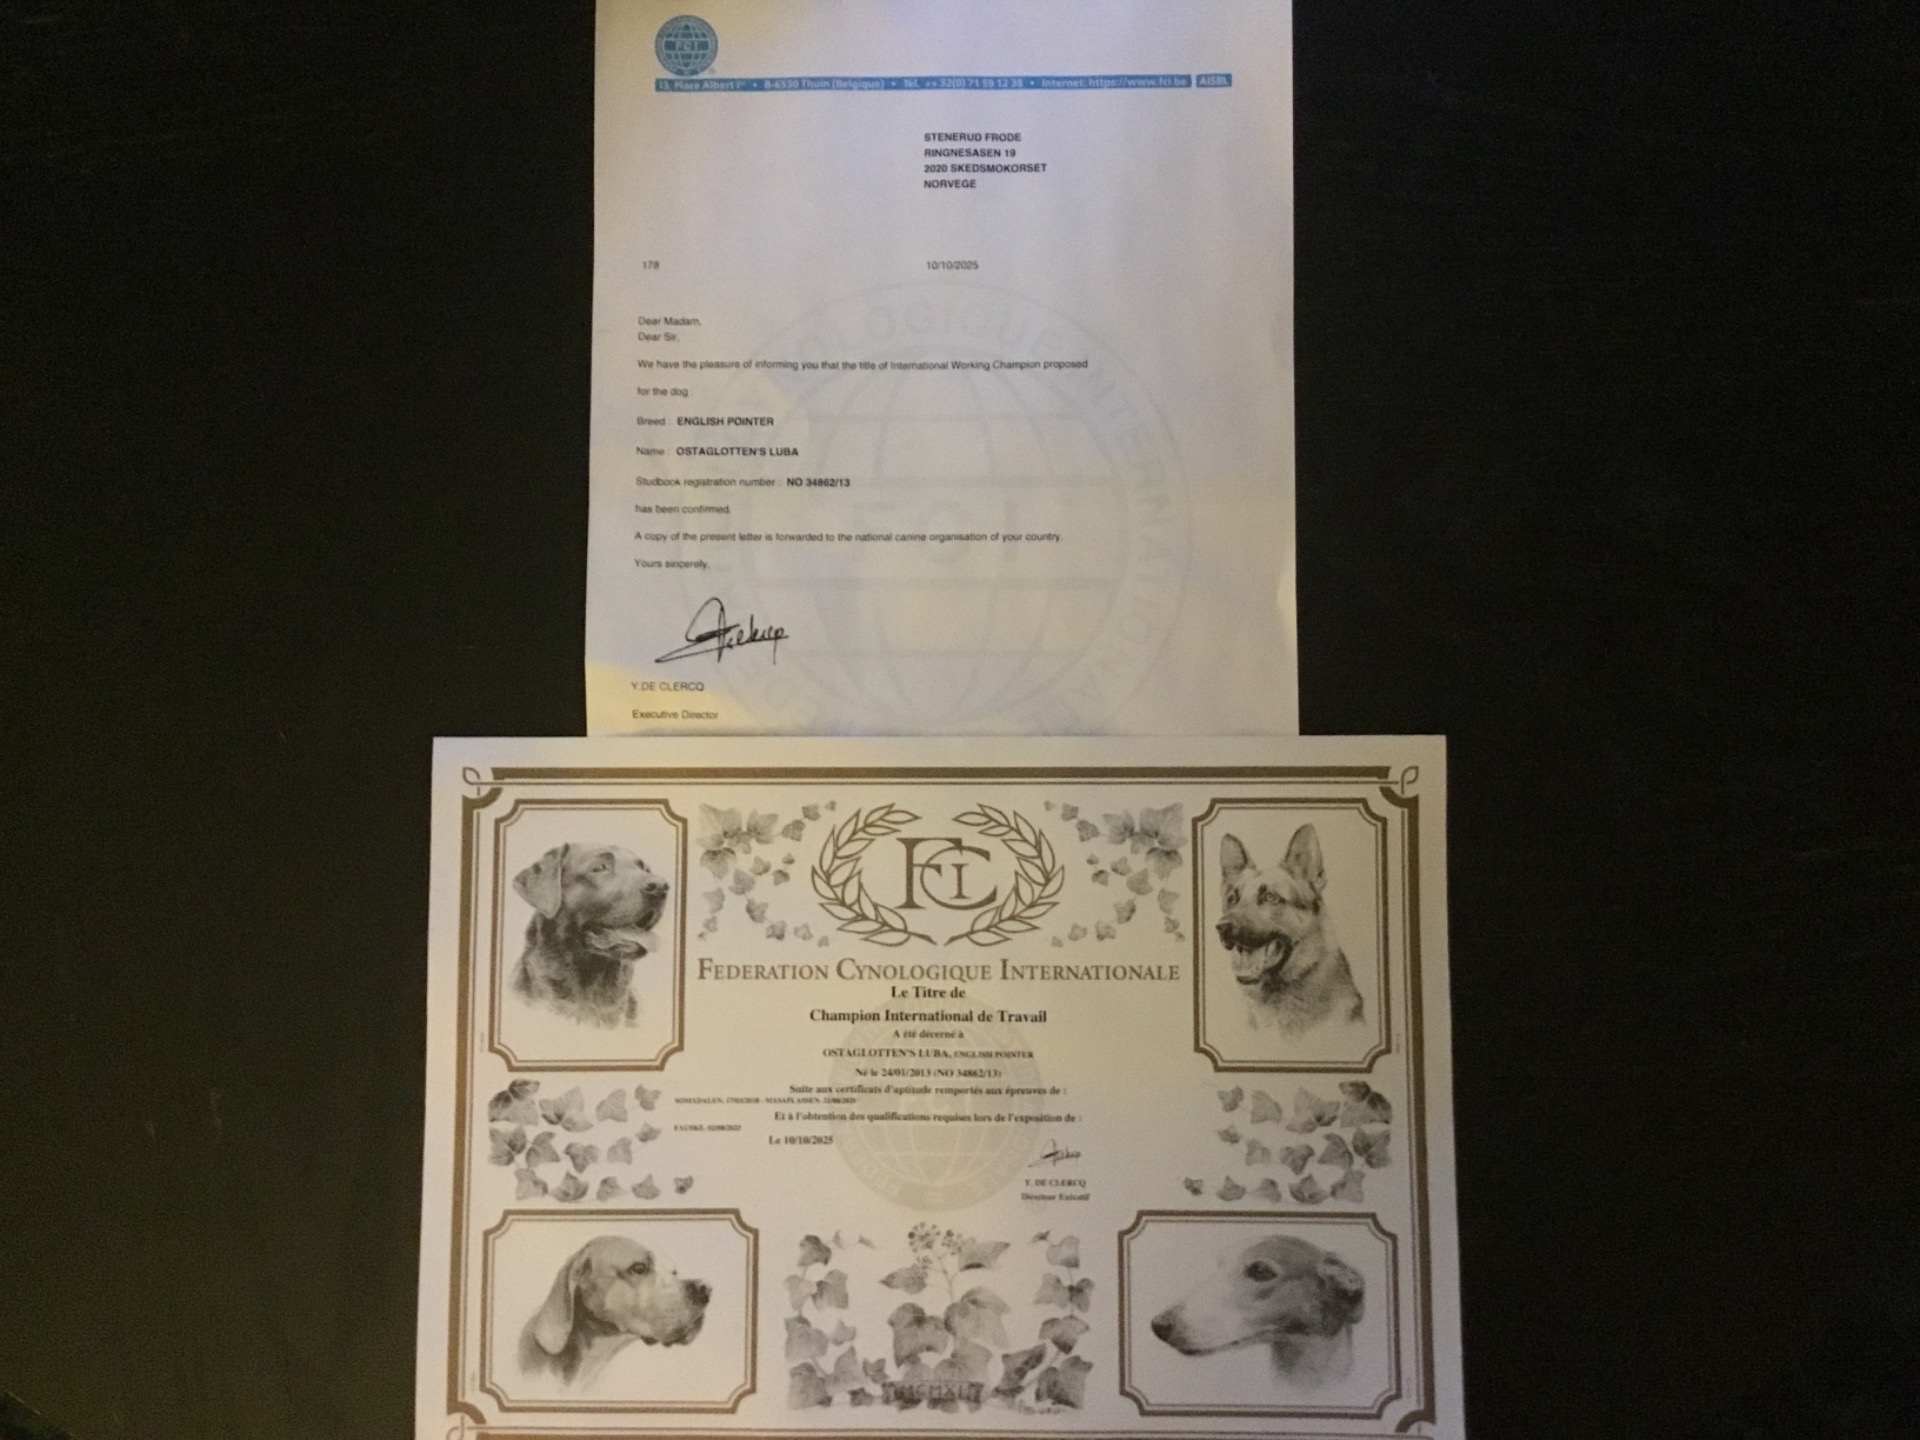 FCI
13, Place Albert Ier • B-6530 Thuin (Belgique) • Tél. ++32(0)71 59 12 38 • Internet: https://www.fci.be AISBL
STENERUD FRODE
RINGNESASEN 19
2020 SKEDSMOKORSET
NORVEGE
178 10/10/2025
Dear Madam,
Dear Sir,
We have the pleasure of informing you that the title of International Working Champion proposed
for the dog :
Breed : ENGLISH POINTER
Name : OSTAGLOTTEN'S LUBA
Studbook registration number : NO 34862/13
has been confirmed.
A copy of the present letter is forwarded to the national canine organisation of your country.
Yours sincerely,
Y.DE CLERCQ
Executive Director
FCI
FEDERATION CYNOLOGIQUE INTERNATIONALE
Le Titre de
Champion International de Travail
A été décerné à
OSTAGLOTTEN'S LUBA, ENGLISH POINTER
Né le 24/01/2013 (NO 34862/13)
Suite aux certificats d'aptitude remportés aux épreuves de :
Et à l'obtention des qualifications requises lors de l'exposition de :
Le 10/10/2025
Y. DE CLERCQ
Directeur Exécutif
MCMXI